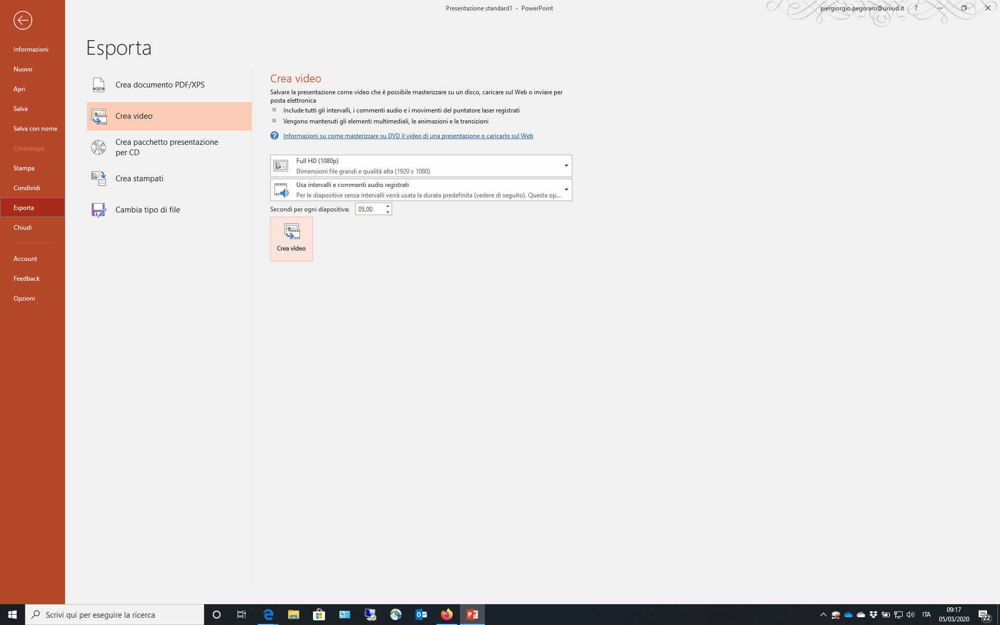 Presentazione standard1 - PowerPoint
piergiorgio.pegoraro@uniud.it
?
Informazioni
Nuovo
Apri
Salva
Salva con nome
Cronologia
Stampa
Condividi
Esporta
Chiudi
Account
Feedback
Opzioni
Esporta
Crea documento PDF/XPS
Crea video
Crea pacchetto presentazione
per CD
Crea stampati
Cambia tipo di file
Crea video
Salvare la presentazione come video che è possibile masterizzare su un disco, caricare sul Web o inviare per
posta elettronica
Include tutti gli intervalli, i commenti audio e i movimenti del puntatore laser registrati
Vengono mantenuti gli elementi multimediali, le animazioni e le transizioni
Informazioni su come masterizzare su DVD il video di una presentazione o caricarlo sul Web
Full HD (1080p)
Dimensioni file grandi e qualità alta (1920 x 1080)
Usa intervalli e commenti audio registrati
Per le diapositive senza intervalli verrà usata la durata predefinita (vedere di seguito). Questa op...
Secondi per ogni diapositiva: 05,00
Crea video
Scrivi qui per eseguire la ricerca
ITA
09:17
05/03/2020
22